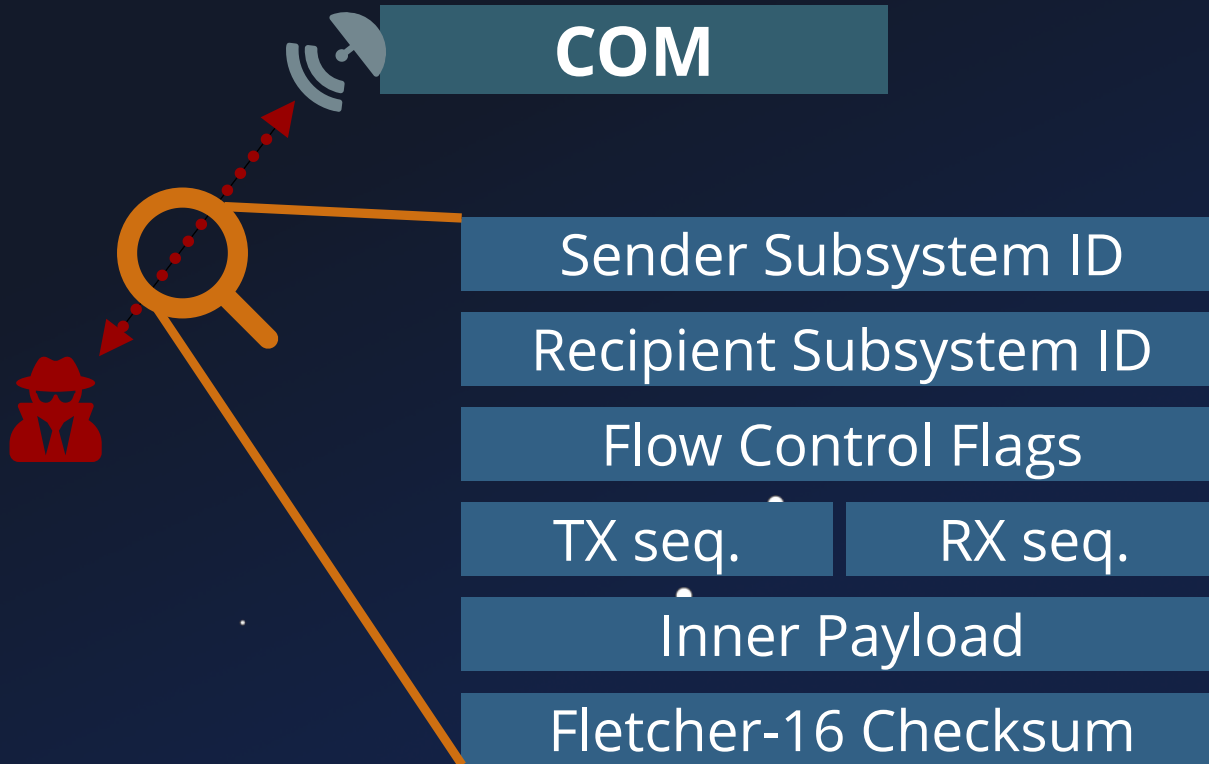 COM
Sender Subsystem ID
Recipient Subsystem ID
Flow Control Flags
TX seq. RX seq.
Inner Payload
Fletcher-16 Checksum